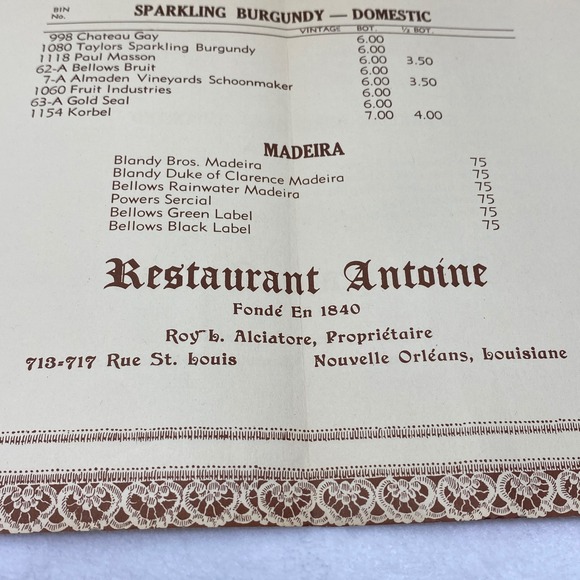 BIN No. SPARKLING BURGUNDY — DOMESTIC
VINTAGE BOT. ½ BOT.
998 Chateau Gay 6.00
1080 Taylors Sparkling Burgundy 6.00
1118 Paul Masson 6.00 3.50
62-A Bellows Bruit 6.00
7-A Almaden Vineyards Schoonmaker 6.00 3.50
1060 Fruit Industries 6.00
63-A Gold Seal 6.00
1154 Korbel 7.00 4.00
MADEIRA
Blandy Bros. Madeira 75
Blandy Duke of Clarence Madeira 75
Bellows Rainwater Madeira 75
Powers Sercial 75
Bellows Green Label 75
Bellows Black Label 75
Restaurant Antoine
Fondé En 1840
Roy L. Alciatore, Propriétaire
713-717 Rue St. Louis Nouvelle Orléans, Louisiane